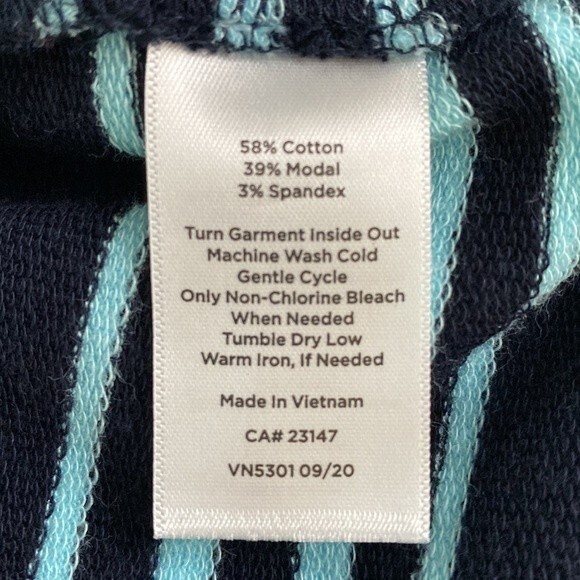 58% Cotton
39% Modal
3% Spandex
Turn Garment Inside Out
Machine Wash Cold
Gentle Cycle
Only Non-Chlorine Bleach
When Needed
Tumble Dry Low
Warm Iron, If Needed
Made In Vietnam
CA# 23147
VN5301 09/20